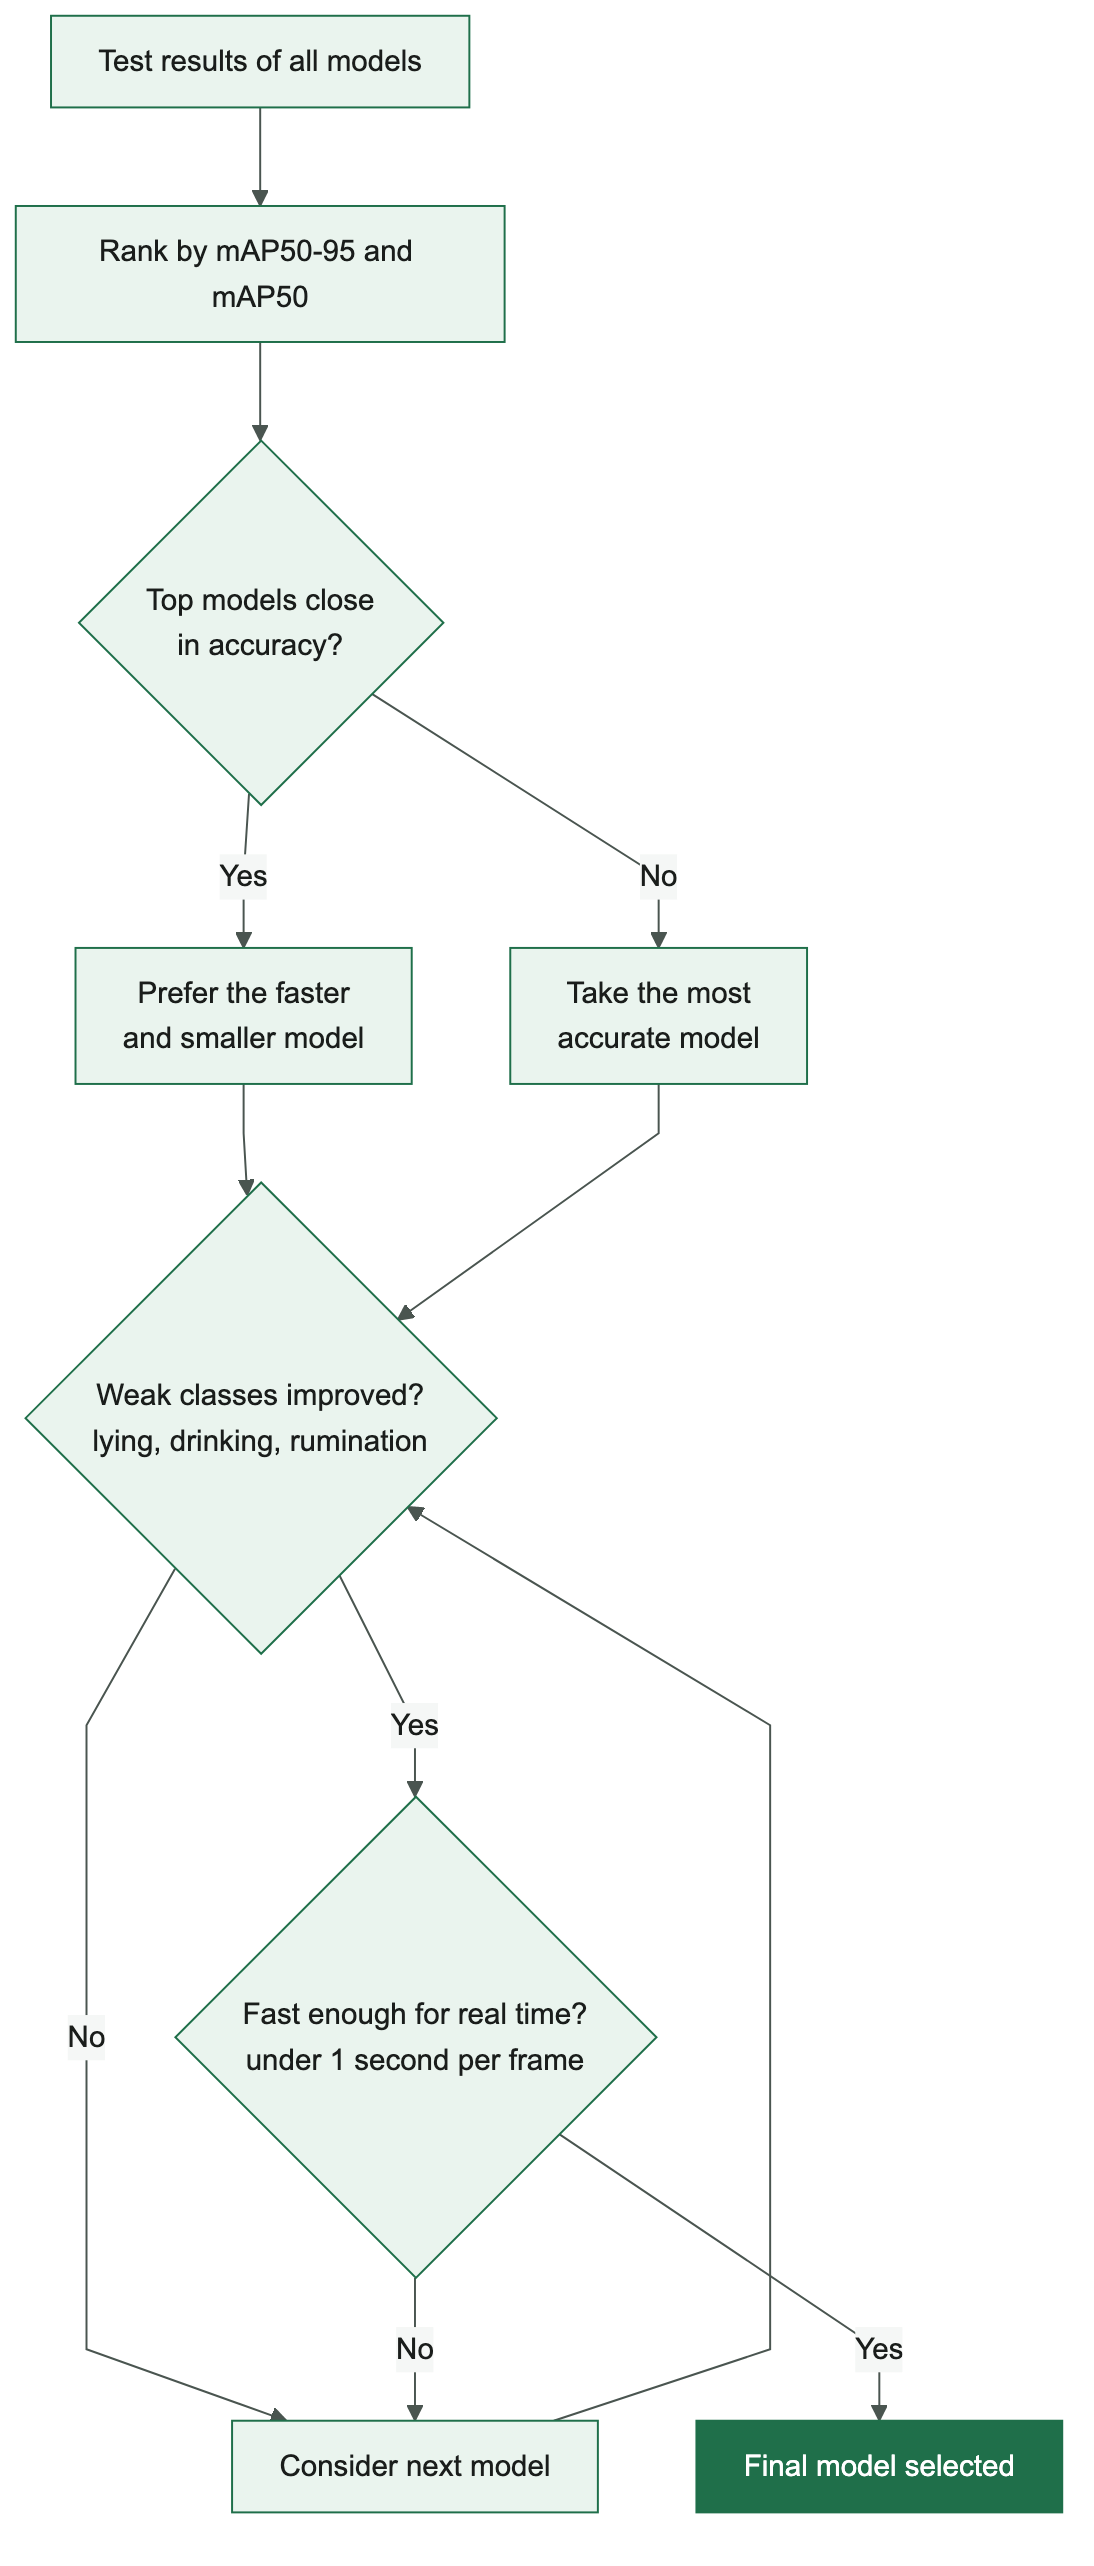 Test results of all models
Rank by mAP50-95 and
mAP50
Top models close
in accuracy?
Yes
No
Prefer the faster
and smaller model
Take the most
accurate model
Weak classes improved?
lying, drinking, rumination
Yes
Fast enough for real time?
under 1 second per frame
No
No
Yes
Consider next model
Final model selected